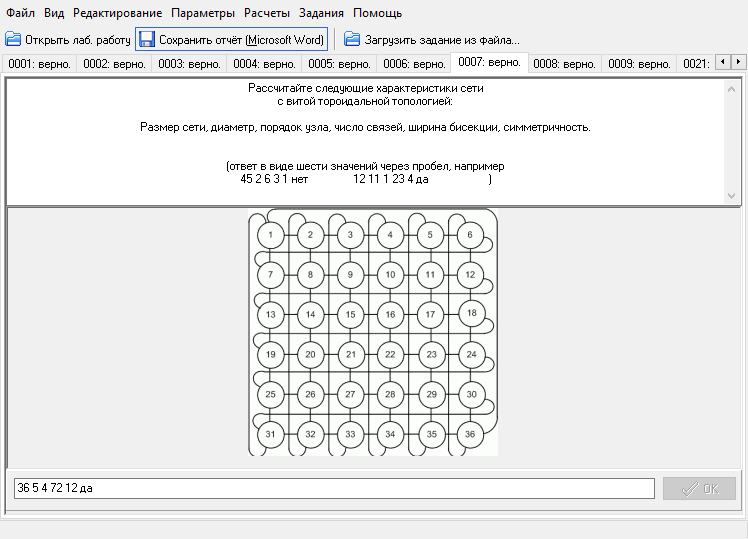 Файл Вид Редактирование Параметры Расчеты Задания Помощь
Открыть лаб. работу Сохранить отчёт (Microsoft Word) Загрузить задание из файла...
0001: верно. 0002: верно. 0003: верно. 0004: верно. 0005: верно. 0006: верно. 0007: верно. 0008: верно. 0009: верно. 0021:
Рассчитайте следующие характеристики сети
с витой тороидальной топологией:
Размер сети, диаметр, порядок узла, число связей, ширина бисекции, симметричность.
(ответ в виде шести значений через пробел, например
45 2 6 3 1 нет 12 11 1 23 4 да )
1 2 3 4 5 6
7 8 9 10 11 12
13 14 15 16 17 18
19 20 21 22 23 24
25 26 27 28 29 30
31 32 33 34 35 36
36 5 4 72 12 да
OK